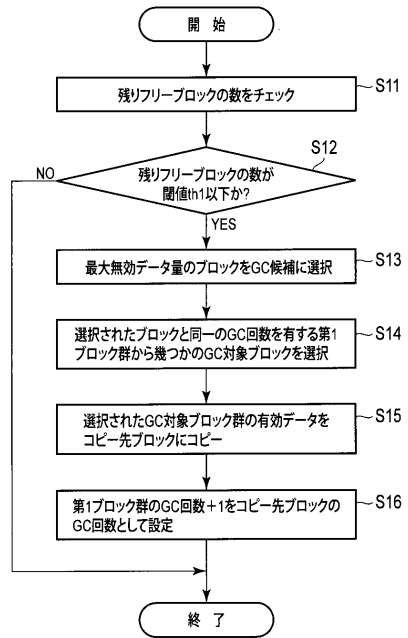 開 始
残りフリーブロックの数をチェック
S11
残りフリーブロックの数が
閾値th1以下か?
S12
NO
YES
最大無効データ量のブロックをGC候補に選択
S13
選択されたブロックと同一のGC回数を有する第1
ブロック群から幾つかのGC対象ブロックを選択
S14
選択されたGC対象ブロック群の有効データを
コピー先ブロックにコピー
S15
第1ブロック群のGC回数+1をコピー先ブロックの
GC回数として設定
S16
終 了